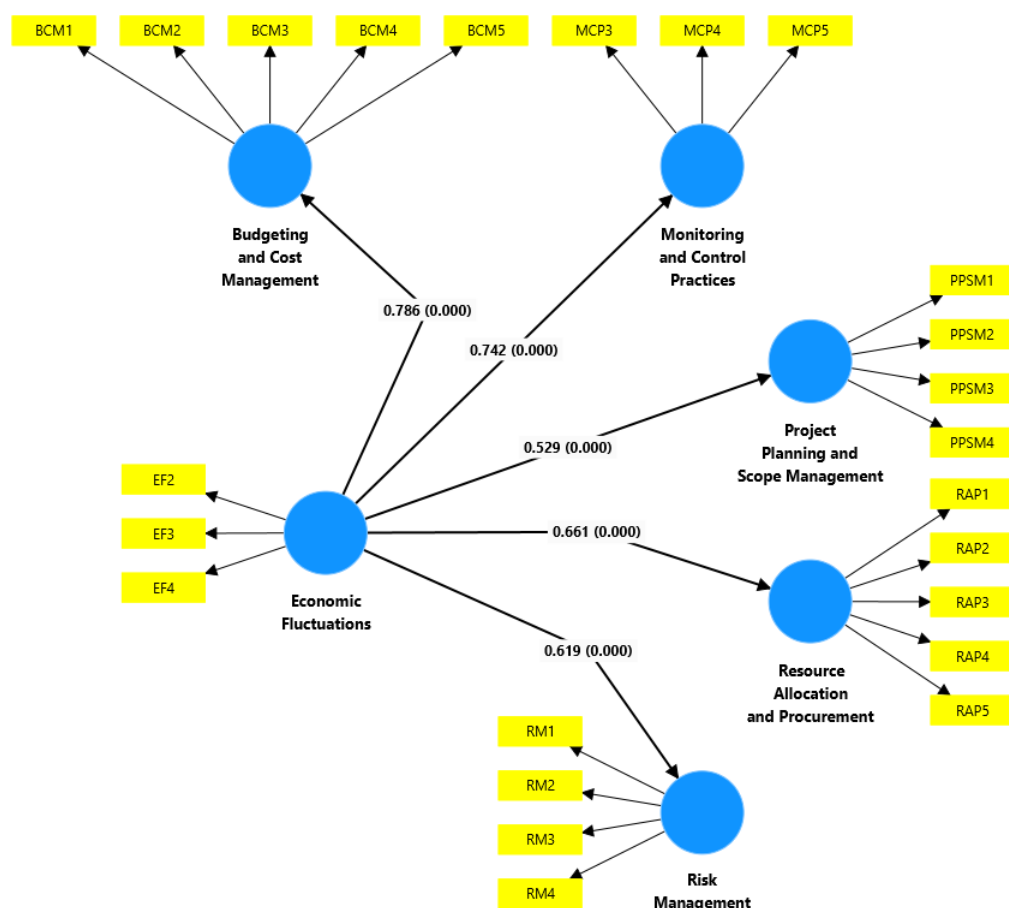 BCM1
BCM2
BCM3
BCM4
BCM5
MCP3
MCP4
MCP5
Budgeting
and Cost
Management
Monitoring
and Control
Practices
PPSM1
PPSM2
PPSM3
PPSM4
0.786 (0.000)
0.742 (0.000)
Project
Planning and
Scope Management
0.529 (0.000)
EF2
EF3
EF4
Economic
Fluctuations
RAP1
RAP2
RAP3
RAP4
RAP5
0.661 (0.000)
Resource
Allocation
and Procurement
0.619 (0.000)
RM1
RM2
RM3
RM4
Risk
Management